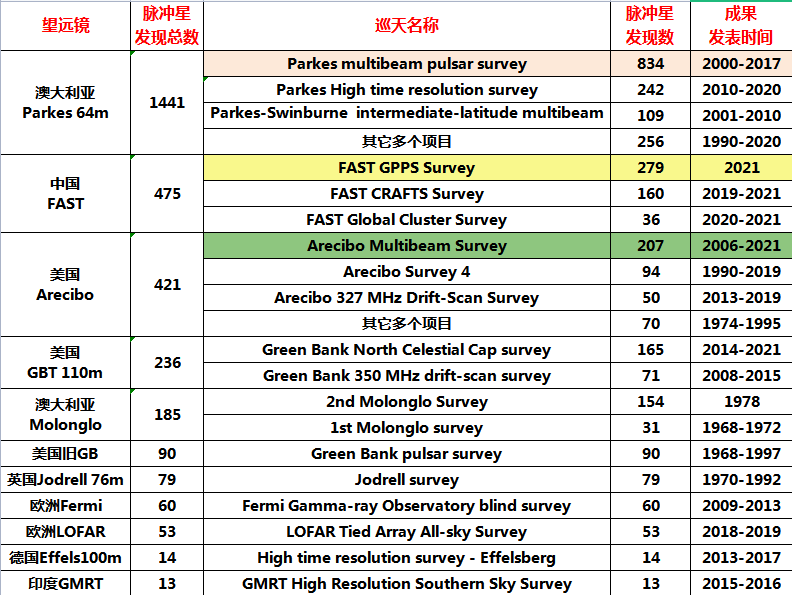 望远镜 脉冲星发现总数 巡天名称 脉冲星发现数 成果发表时间
澳大利亚 Parkes 64m 1441 Parkes multibeam pulsar survey 834 2000-2017
Parkes High time resolution survey 242 2010-2020
Parkes-Swinburne intermediate-latitude multibeam 109 2001-2010
其它多个项目 256 1990-2020
中国 FAST 475 FAST GPPS Survey 279 2021
FAST CRAFTS Survey 160 2019-2021
FAST Global Cluster Survey 36 2020-2021
美国 Arecibo 421 Arecibo Multibeam Survey 207 2006-2021
Arecibo Survey 4 94 1990-2019
Arecibo 327 MHz Drift-Scan Survey 50 2013-2019
其它多个项目 70 1974-1995
美国 GBT 110m 236 Green Bank North Celestial Cap survey 165 2014-2021
Green Bank 350 MHz drift-scan survey 71 2008-2015
澳大利亚 Molonglo 185 2nd Molonglo Survey 154 1978
1st Molonglo survey 31 1968-1972
美国旧GB 90 Green Bank pulsar survey 90 1968-1997
英国Jodrell 76m 79 Jodrell survey 79 1970-1992
欧洲Fermi 60 Fermi Gamma-ray Observatory blind survey 60 2009-2013
欧洲LOFAR 53 LOFAR Tied Array All-sky Survey 53 2018-2019
德国Effels100m 14 High time resolution survey - Effelsberg 14 2013-2017
印度GMRT 13 GMRT High Resolution Southern Sky Survey 13 2015-2016